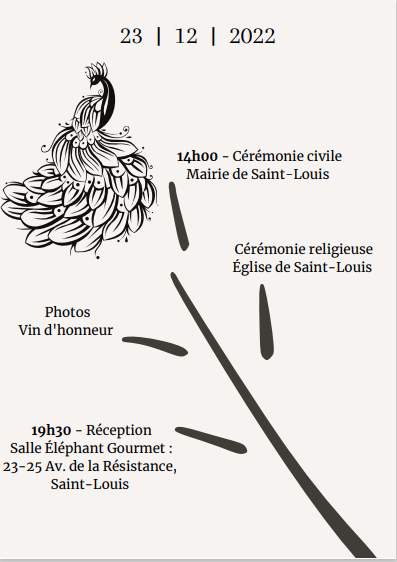 23 | 12 | 2022
14h00 - Cérémonie civile
Mairie de Saint-Louis
Cérémonie religieuse
Église de Saint-Louis
Photos
Vin d'honneur
19h30 - Réception
Salle Éléphant Gourmet :
23-25 Av. de la Résistance,
Saint-Louis